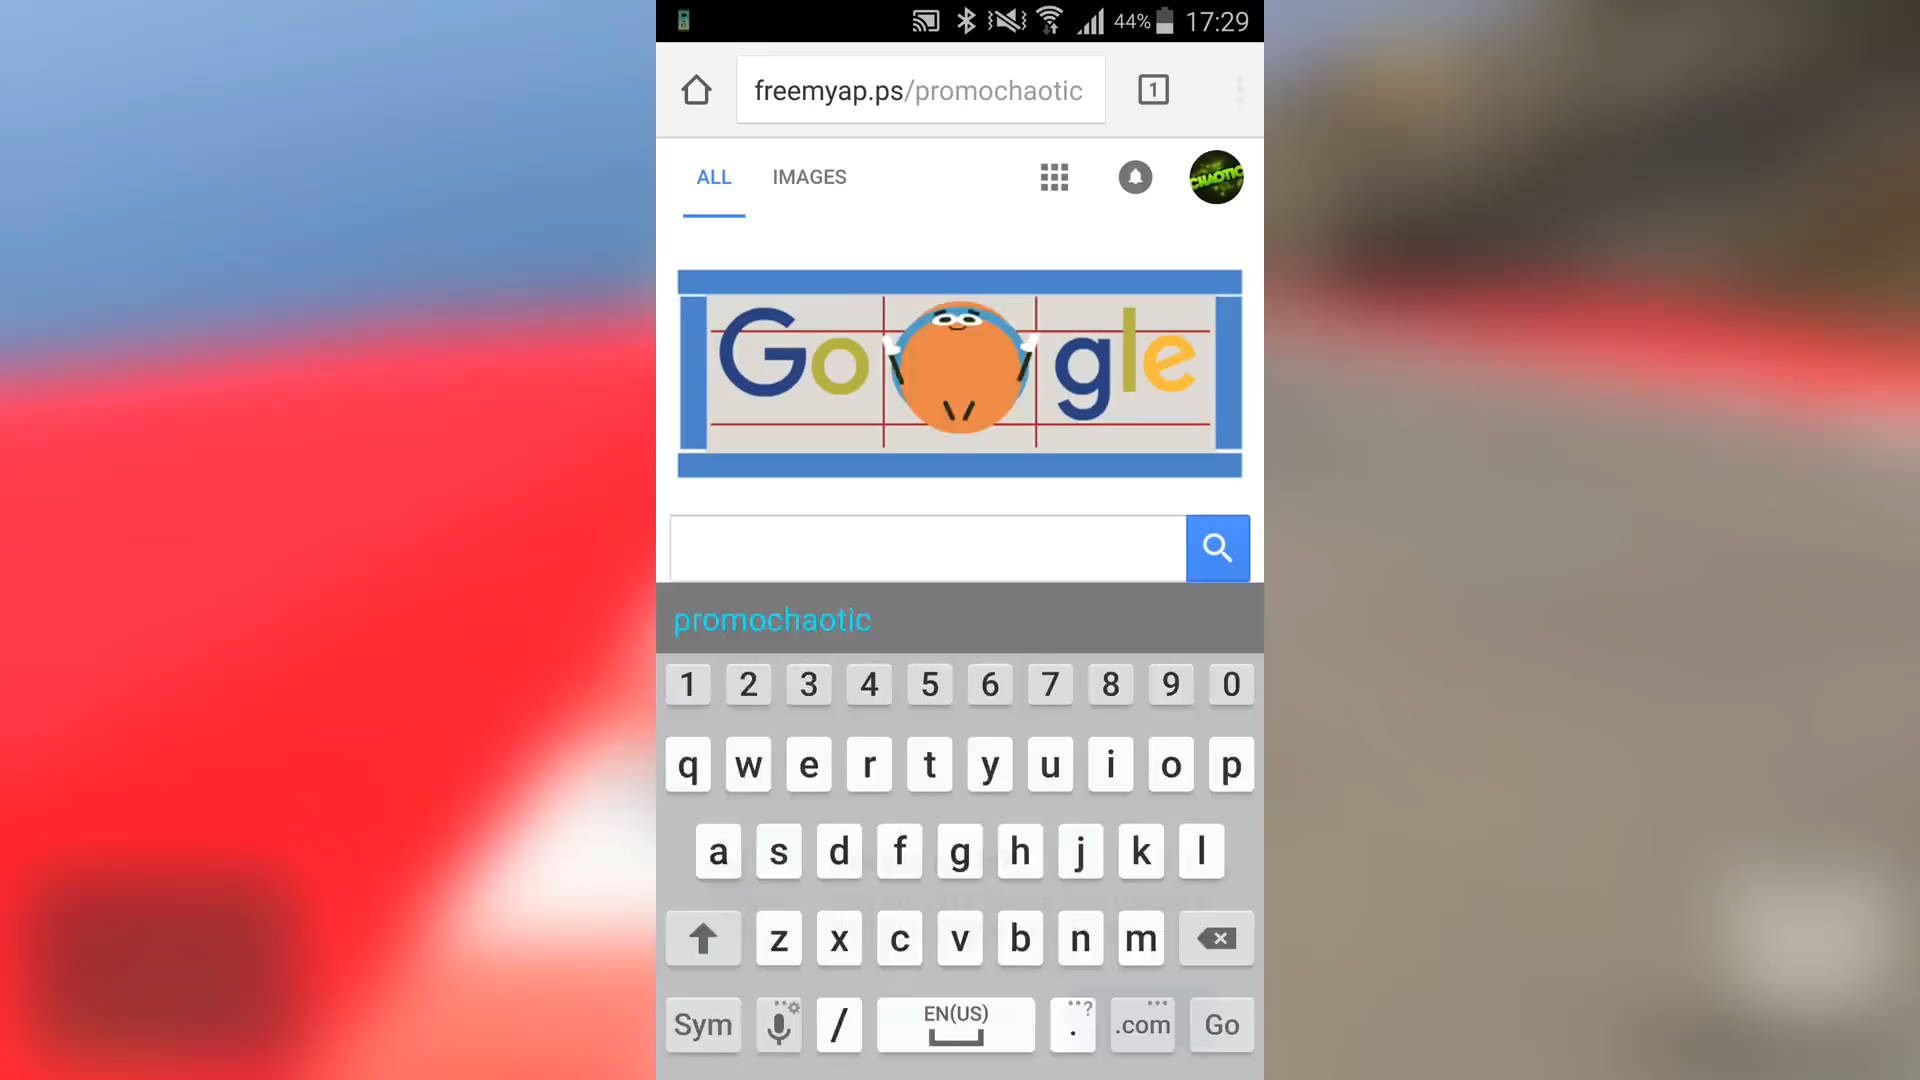 44% 17:29
freemyap.ps/promochaotic
1
ALL IMAGES
CHAOTIC
Google
promochaotic
1 2 3 4 5 6 7 8 9 0
q w e r t y u i o p
a s d f g h j k l
z x c v b n m
Sym / EN(US) . ? .com Go